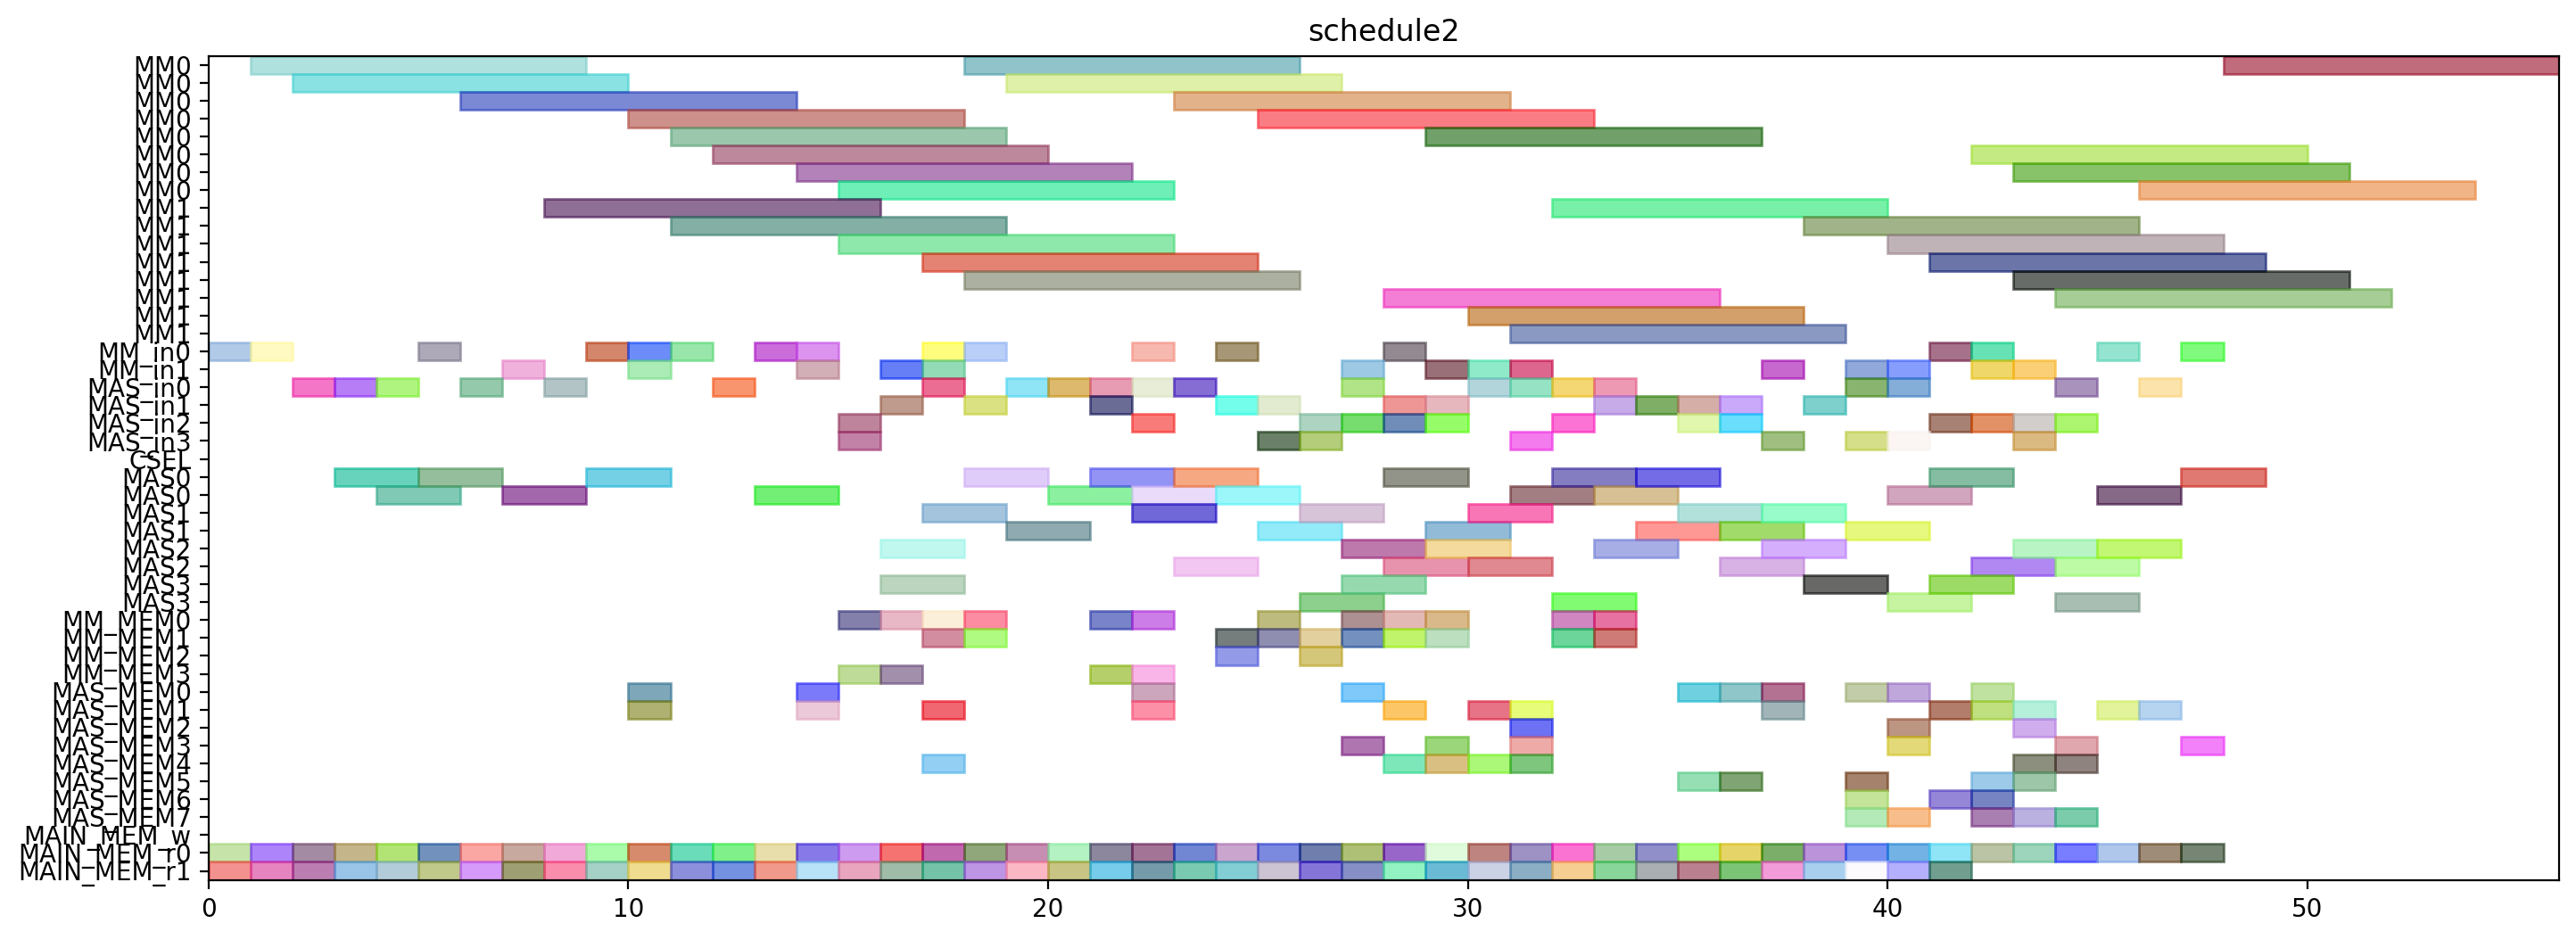 schedule2
MM0
MM0
MM0
MM0
MM0
MM0
MM0
MM0
MM1
MM1
MM1
MM1
MM1
MM1
MM1
MM1
MM_in0
MM_in1
MAS_in0
MAS_in1
MAS_in2
MAS_in3
CSEL
MAS0
MAS0
MAS1
MAS1
MAS2
MAS2
MAS3
MAS3
MM_MEM0
MM_MEM1
MM_MEM2
MM_MEM3
MAS_MEM0
MAS_MEM1
MAS_MEM2
MAS_MEM3
MAS_MEM4
MAS_MEM5
MAS_MEM6
MAS_MEM7
MAIN_MEM_w
MAIN_MEM_r0
MAIN_MEM_r1
0 10 20 30 40 50